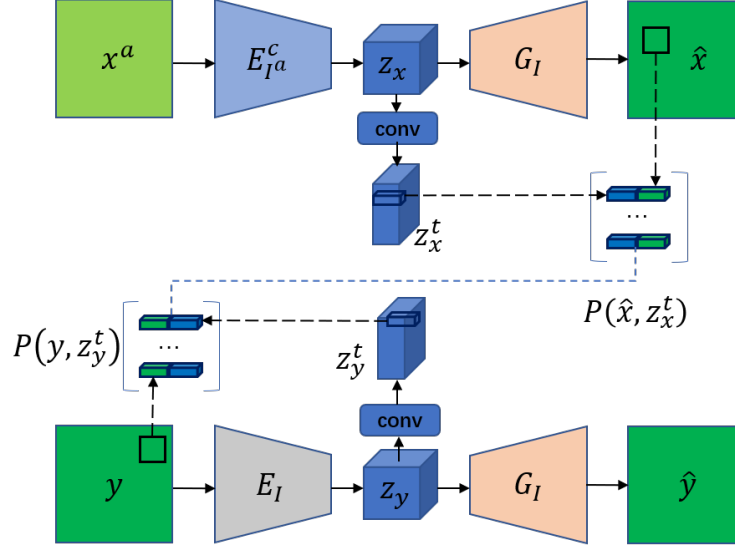 x^a
E^c_{I^a}
z_x
G_I
x̂
conv
z^t_x
...
P(x̂, z^t_x)
P(y, z^t_y)
...
z^t_y
conv
y
E_I
z_y
G_I
ŷ